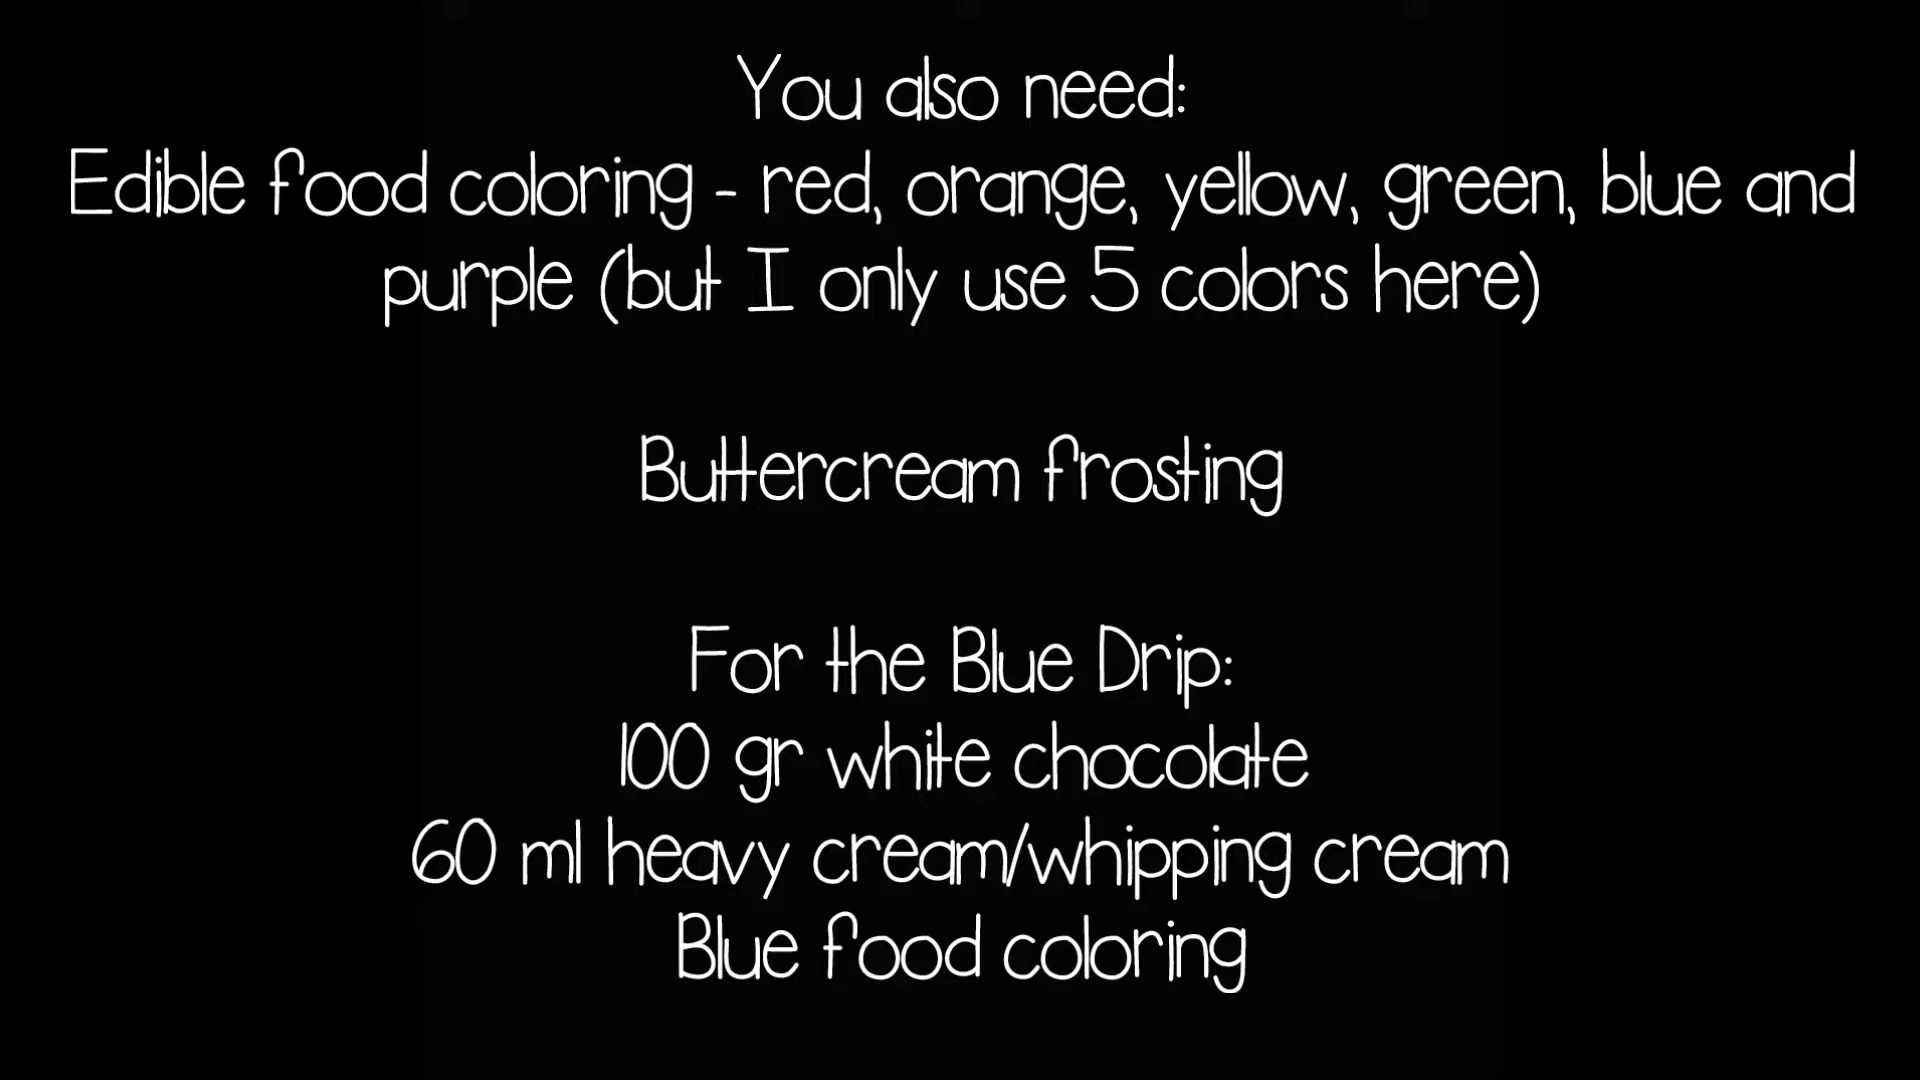 You also need:
Edible food coloring - red, orange, yellow, green, blue and
purple (but I only use 5 colors here)
Buttercream frosting
For the Blue Drip:
100 gr white chocolate
60 ml heavy cream/whipping cream
Blue food coloring